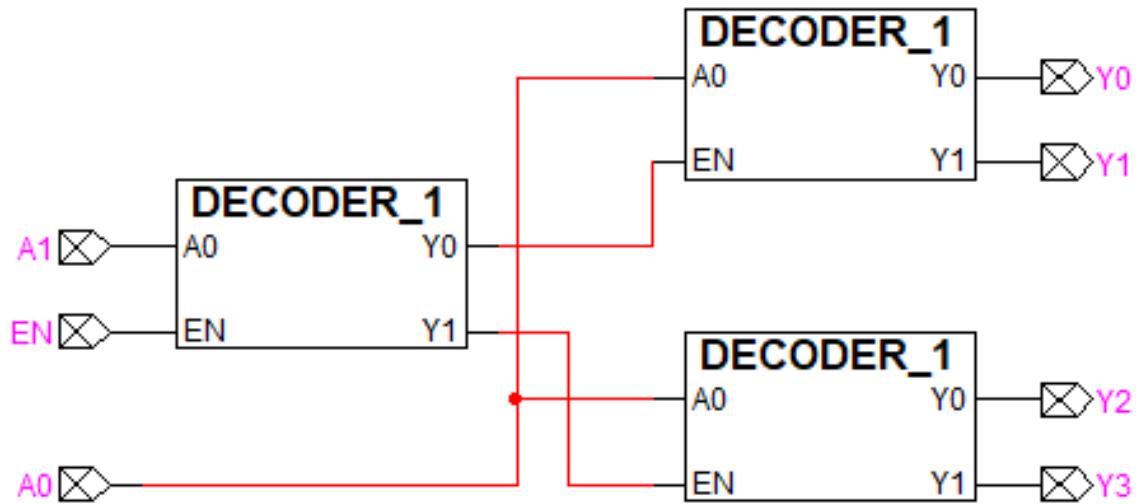 DECODER_1
A0 Y0 Y0
EN Y1 Y1
DECODER_1
A1 A0 Y0
EN EN Y1
DECODER_1
A0 Y0 Y2
A0 EN Y1 Y3